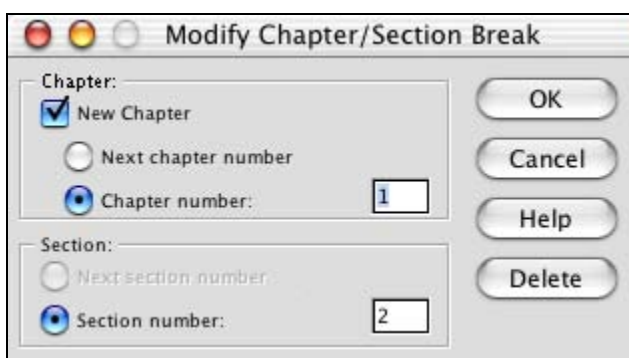 Modify Chapter/Section Break
Chapter:
New Chapter
Next chapter number
Chapter number: 1
Section:
Next section number
Section number: 2
OK
Cancel
Help
Delete